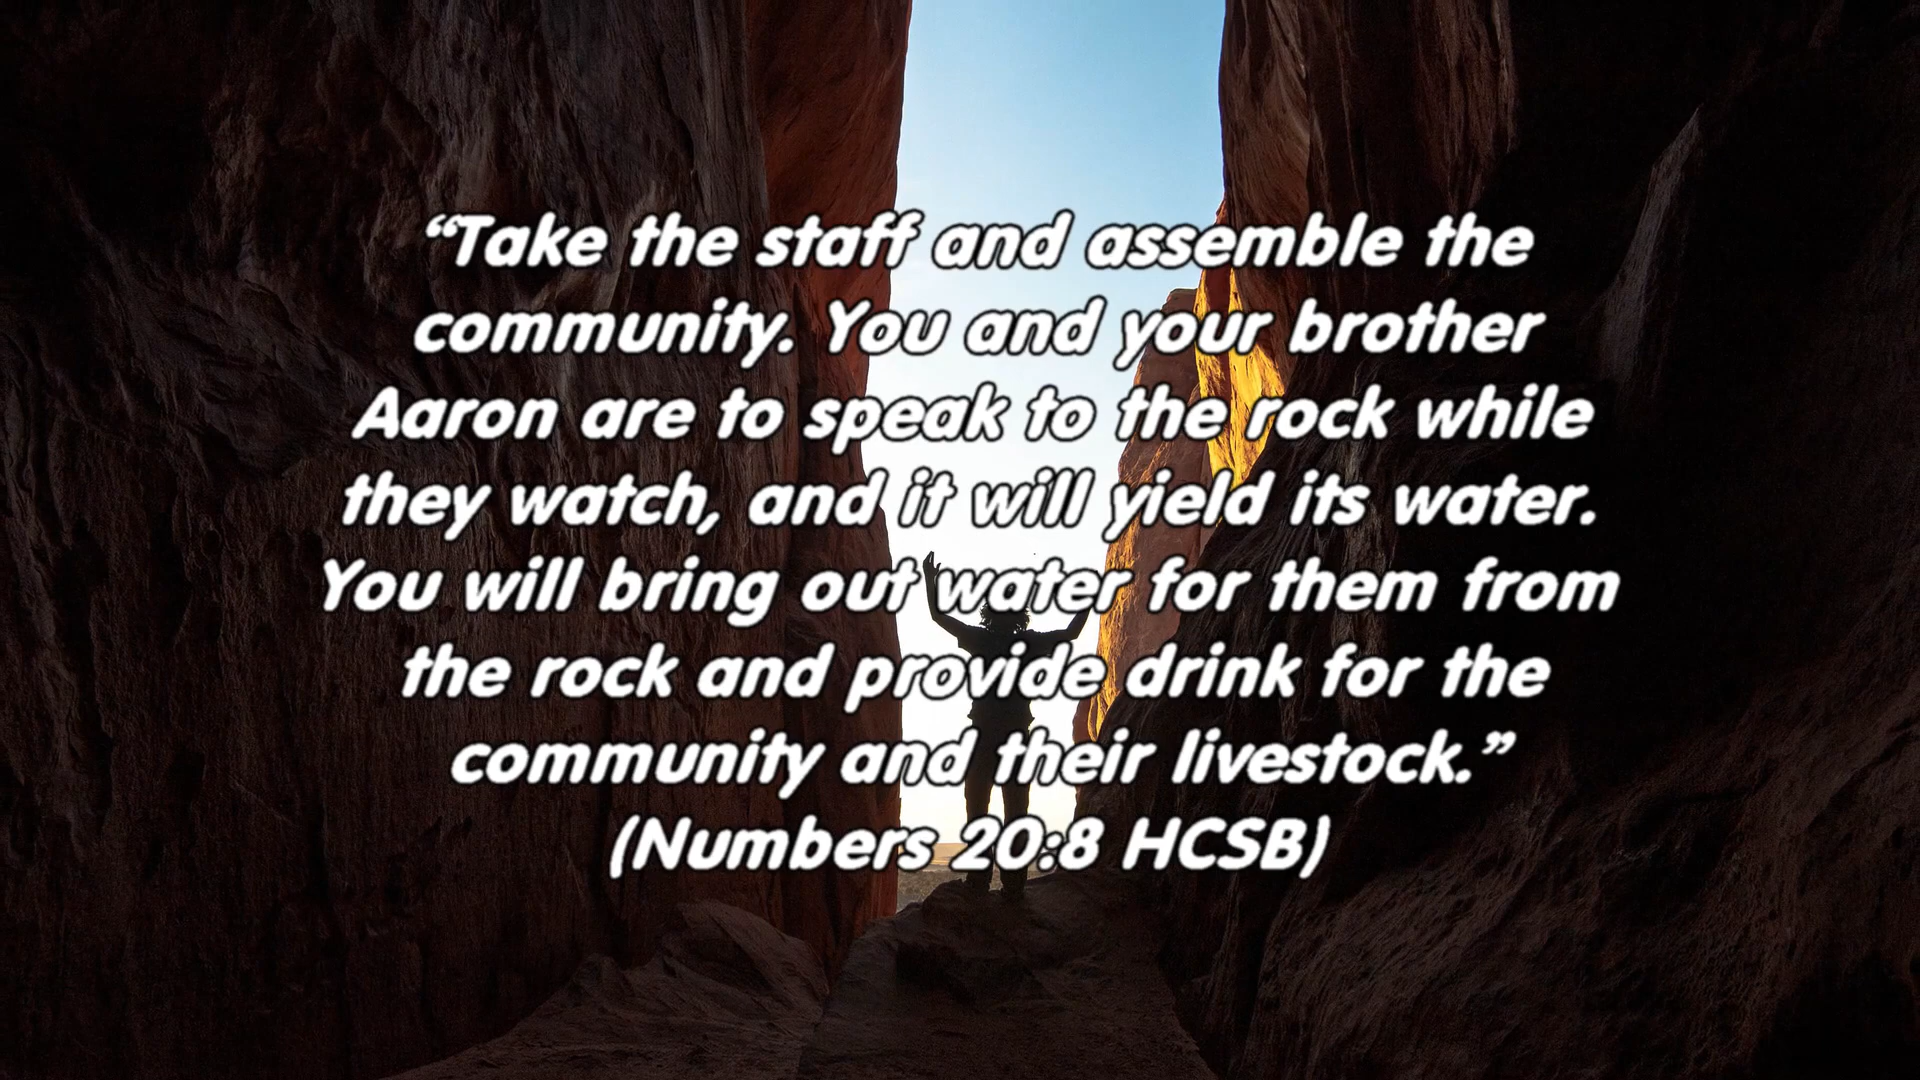 “Take the staff and assemble the
community. You and your brother
Aaron are to speak to the rock while
they watch, and it will yield its water.
You will bring out water for them from
the rock and provide drink for the
community and their livestock.”
(Numbers 20:8 HCSB)